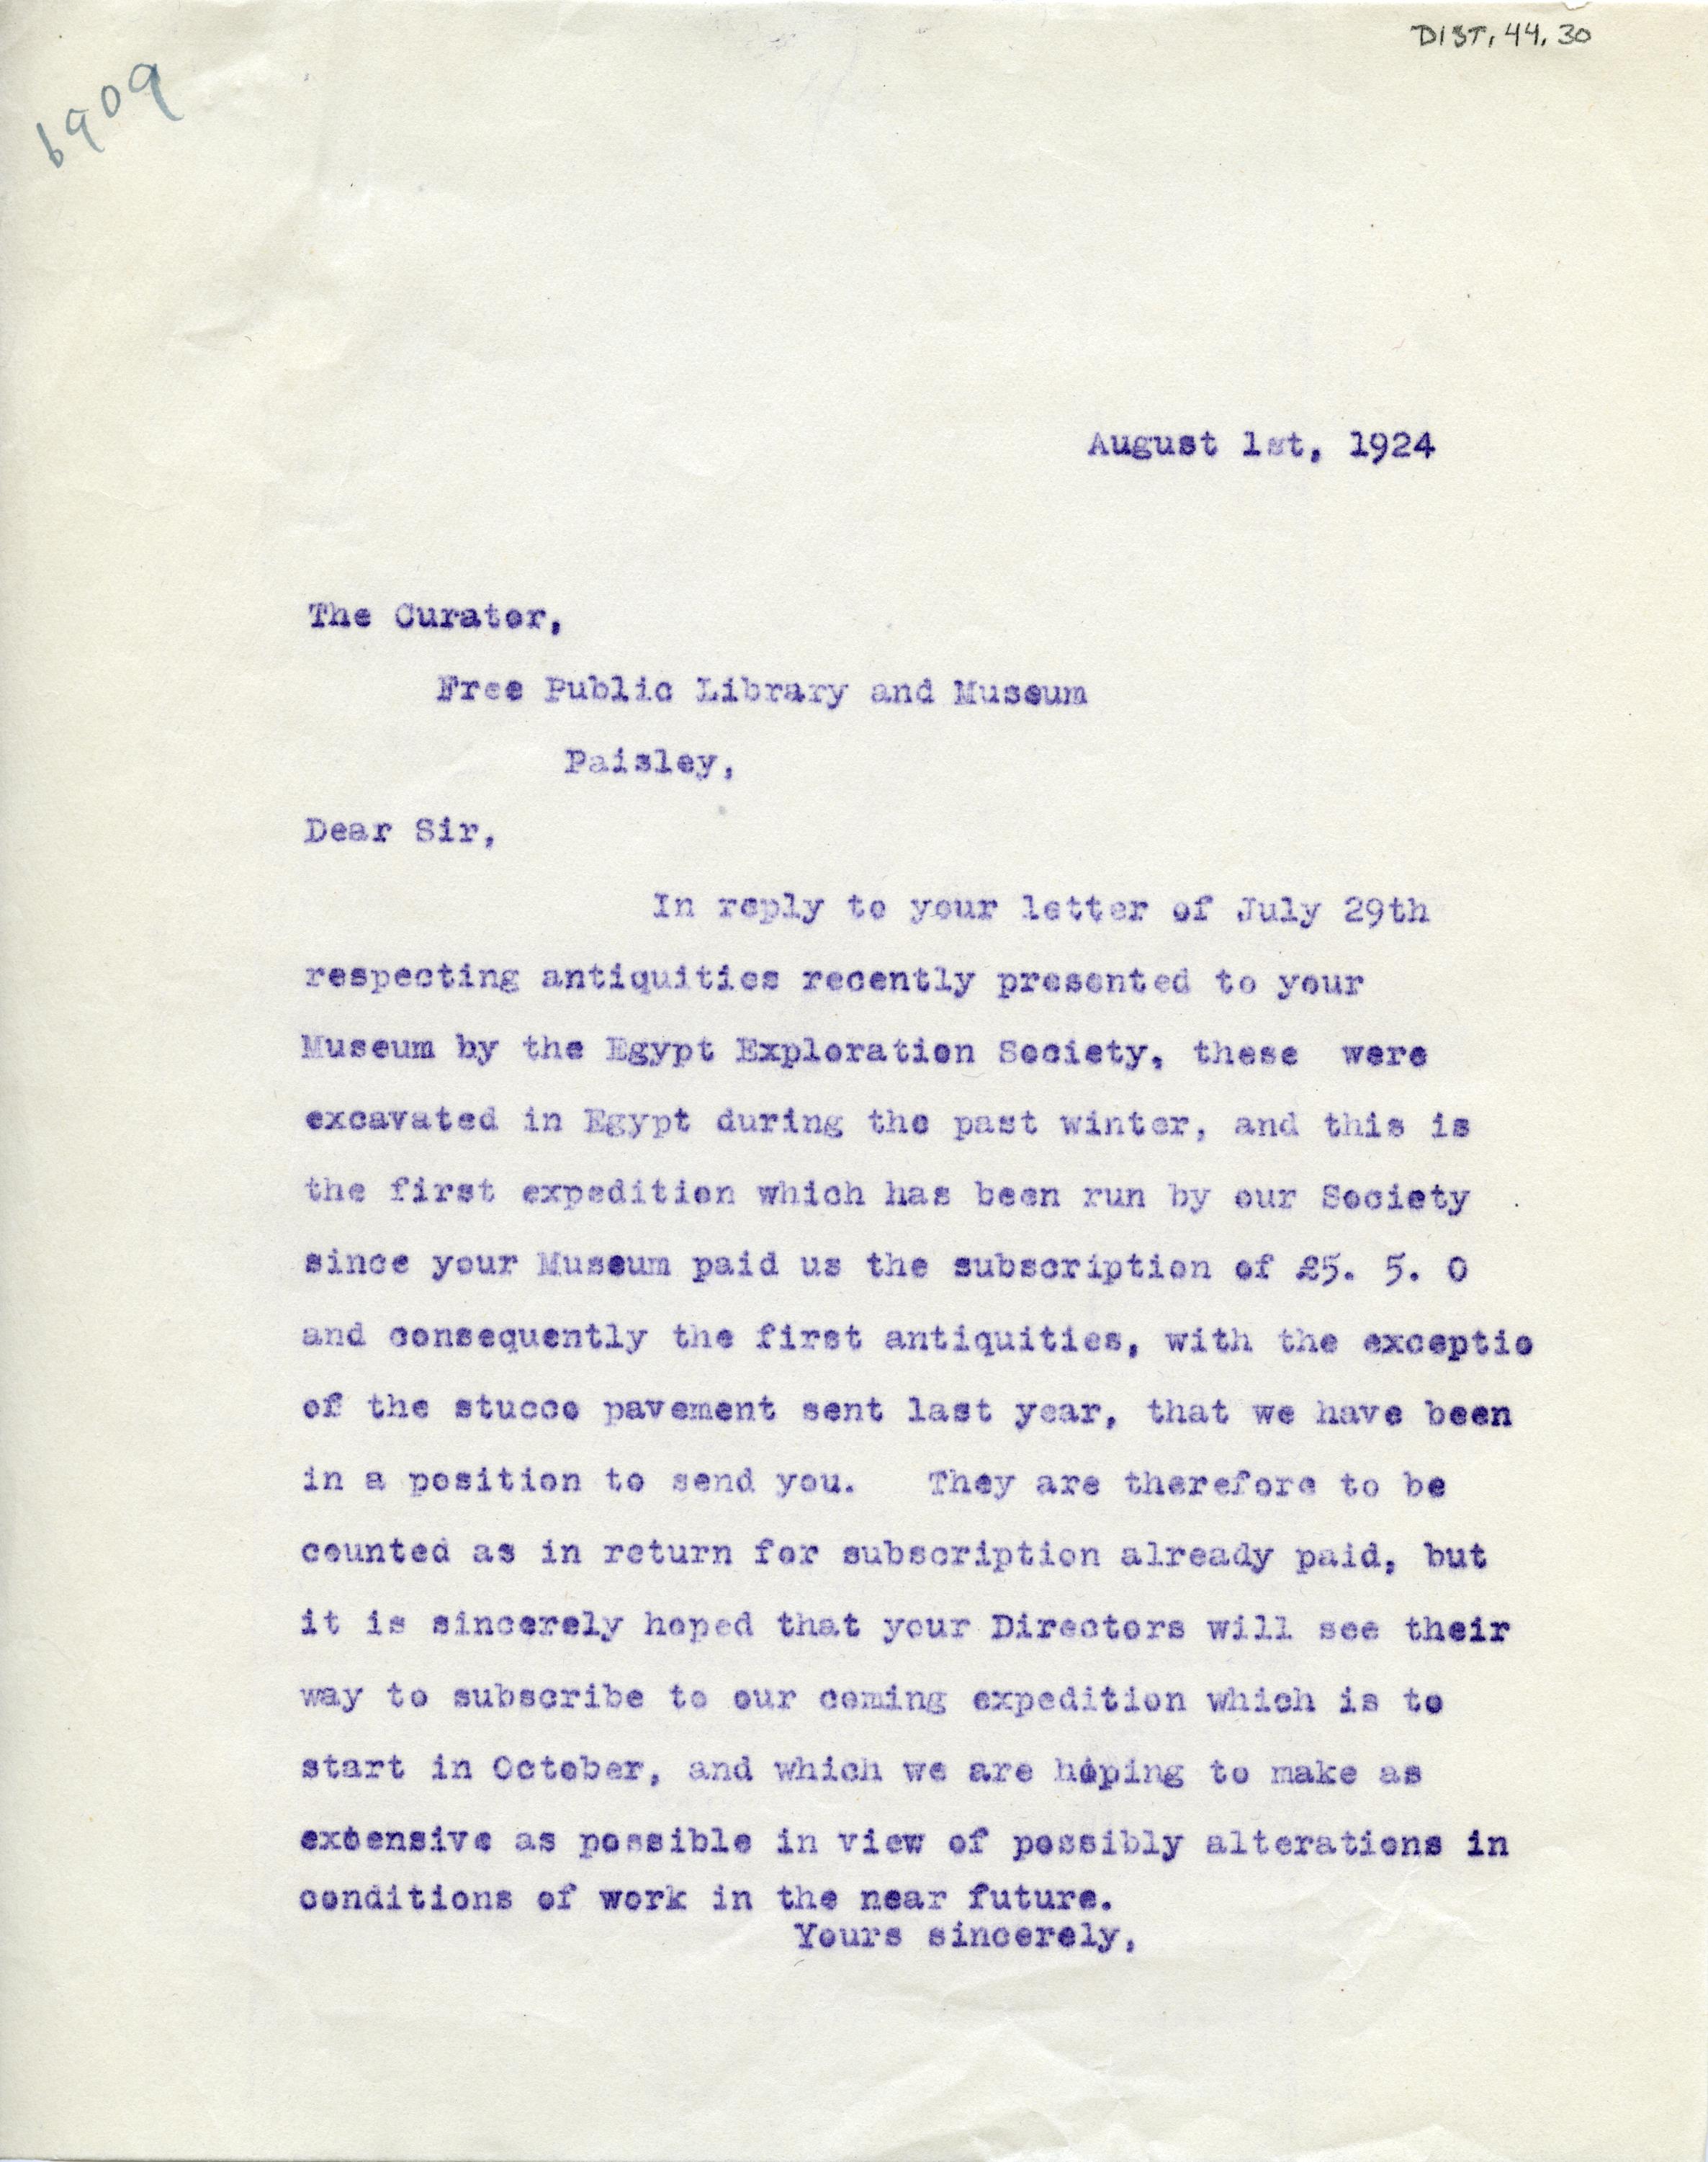 DIST. 44. 30
6909
August 1st, 1924
The Curator,
Free Public Library and Museum
Paisley,
Dear Sir,
In reply to your letter of July 29th
respecting antiquities recently presented to your
Museum by the Egypt Exploration Society, these were
excavated in Egypt during the past winter, and this is
the first expedition which has been run by our Society
since your Museum paid us the subscription of £5. 5. 0
and consequently the first antiquities, with the exceptio
of the stucco pavement sent last year, that we have been
in a position to send you. They are therefore to be
counted as in return for subscription already paid, but
it is sincerely hoped that your Directors will see their
way to subscribe to our coming expedition which is to
start in October, and which we are hoping to make as
extensive as possible in view of possibly alterations in
conditions of work in the near future.
Yours sincerely,